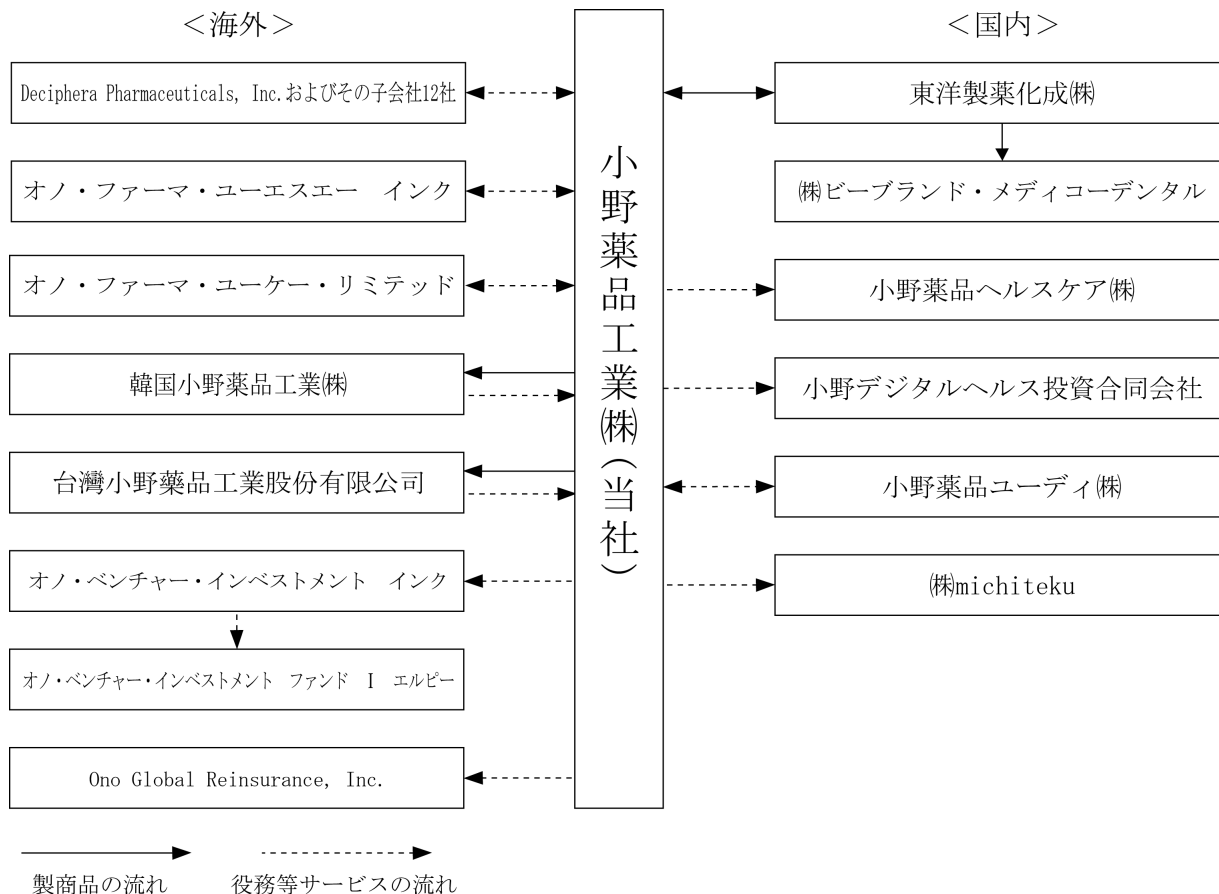 ＜海外＞
Deciphera Pharmaceuticals, Inc.およびその子会社12社
オノ・ファーマ・ユーエスエー　インク
オノ・ファーマ・ユーケー・リミテッド
韓国小野薬品工業㈱
台灣小野藥品工業股份有限公司
オノ・ベンチャー・インベストメント　インク
オノ・ベンチャー・インベストメント　ファンド　I　エルピー
Ono Global Reinsurance, Inc.
小野薬品工業㈱（当社）
＜国内＞
東洋製薬化成㈱
㈱ビーブランド・メディコーデンタル
小野薬品ヘルスケア㈱
小野デジタルヘルス投資合同会社
小野薬品ユーディ㈱
㈱michiteku
製商品の流れ
役務等サービスの流れ